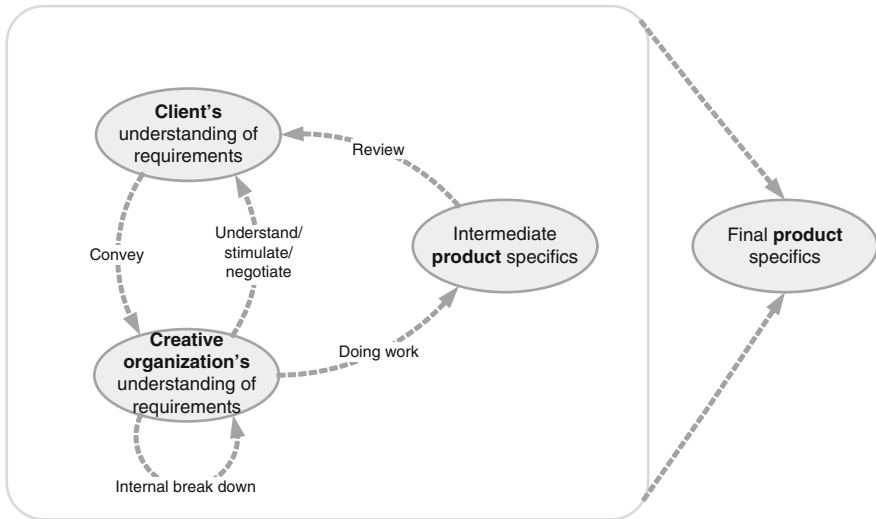 Client's
understanding of
requirements
Review
Convey
Understand/
stimulate/
negotiate
Intermediate
product specifics
Final product
specifics
Creative
organization's
understanding of
requirements
Doing work
Internal break down